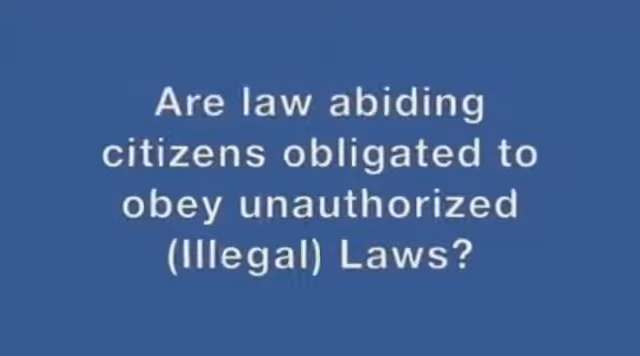 Are law abiding
citizens obligated to
obey unauthorized
(Illegal) Laws?